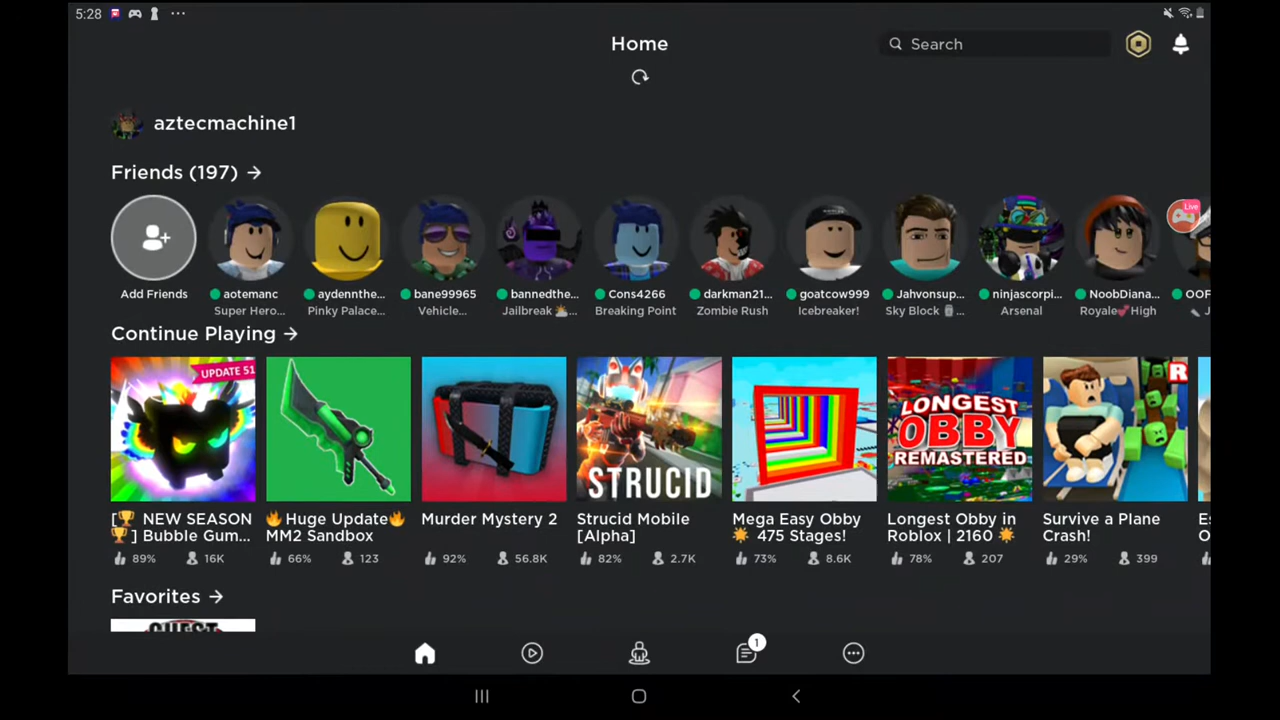 5:28
Home
Search
aztecmachine1
Friends (197) →
Live
Add Friends
aotemanc
aydennthe...
bane99965
bannedthe...
Cons4266
darkman21...
goatcow999
Jahvonsup...
ninjascorpi...
NoobDiana...
OOF
Super Hero...
Pinky Palace...
Vehicle...
Jailbreak ⛅...
Breaking Point
Zombie Rush
Icebreaker!
Sky Block...
Arsenal
Royale💕High
Continue Playing →
UPDATE 51
STRUCID
LONGEST
OBBY
REMASTERED
R
[🏆 NEW SEASON
🏆] Bubble Gum...
🔥Huge Update🔥
MM2 Sandbox
Murder Mystery 2
Strucid Mobile
[Alpha]
Mega Easy Obby
🌟 475 Stages!
Longest Obby in
Roblox | 2160 🌟
Survive a Plane
Crash!
Es
O
89% 16K
66% 123
92% 56.8K
82% 2.7K
73% 8.6K
78% 207
29% 399
Favorites →
1